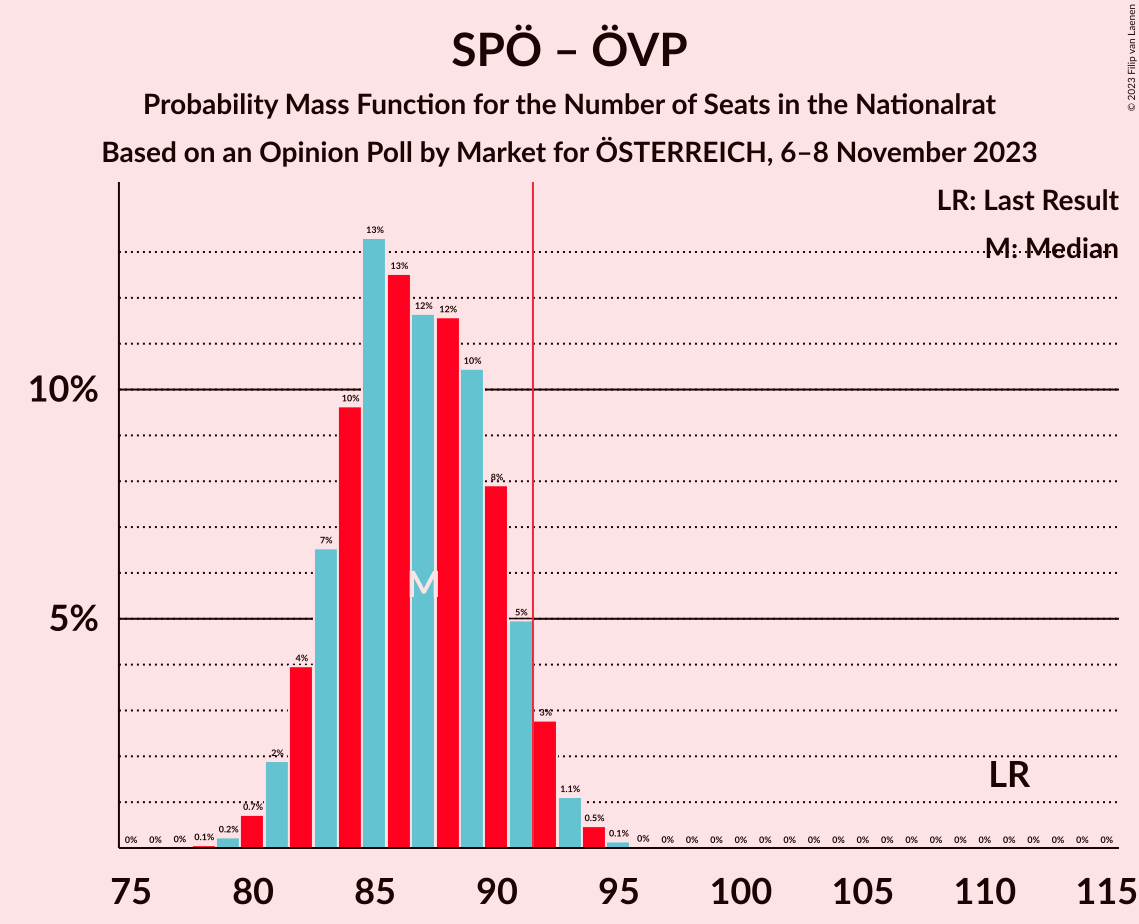 SPÖ – ÖVP
Probability Mass Function for the Number of Seats in the Nationalrat
Based on an Opinion Poll by Market for ÖSTERREICH, 6–8 November 2023
© 2023 Filip van Laenen
LR: Last Result
M: Median
10%
5%
0% 0% 0% 0.1% 0.2% 0.7% 2% 4% 7% 10% 13% 13% 12% 12% 10% 8% 5% 3% 1.1% 0.5% 0.1% 0% 0% 0% 0% 0% 0% 0% 0% 0% 0% 0% 0% 0% 0% 0% 0% 0% 0% 0% 0%
M
LR
75 80 85 90 95 100 105 110 115